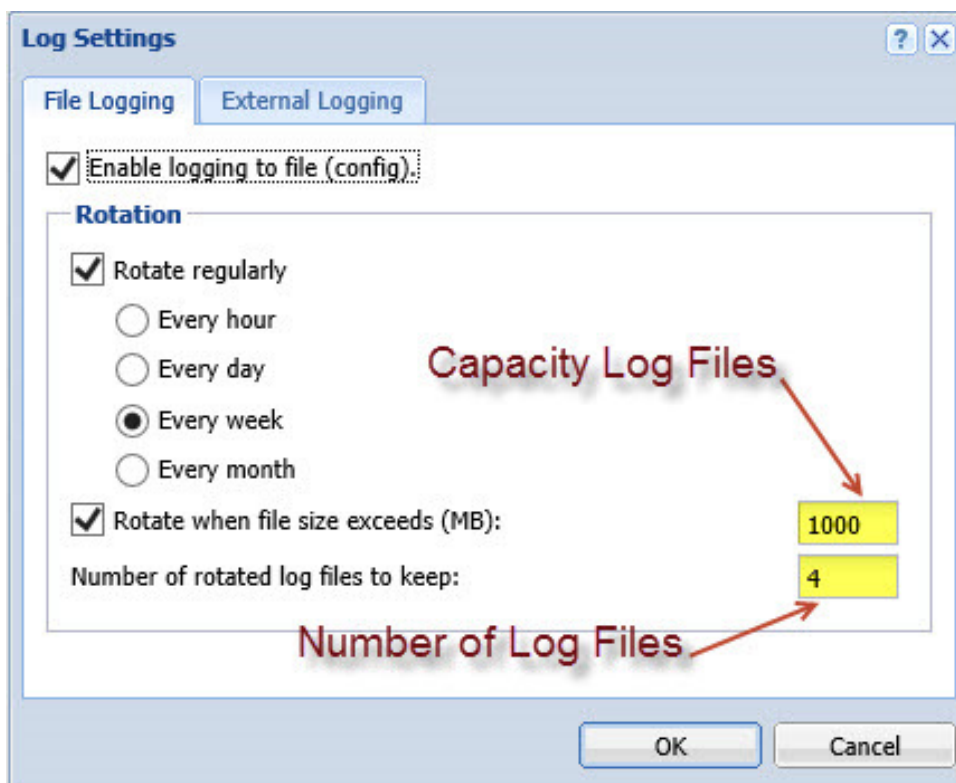 Log Settings
?
File Logging
External Logging
Enable logging to file (config).
Rotation
Rotate regularly
Every hour
Every day
Capacity Log Files
Every week
Every month
Rotate when file size exceeds (MB): 1000
Number of rotated log files to keep: 4
Number of Log Files
OK
Cancel